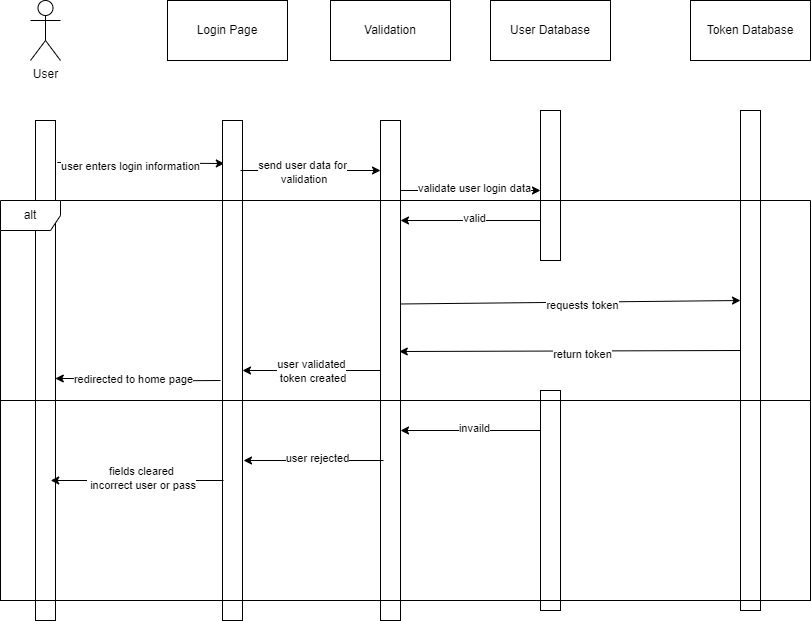 User
Login Page
Validation
User Database
Token Database
user enters login information
send user data for
validation
validate user login data
alt
valid
requests token
return token
user validated
token created
redirected to home page
invaild
user rejected
fields cleared
incorrect user or pass